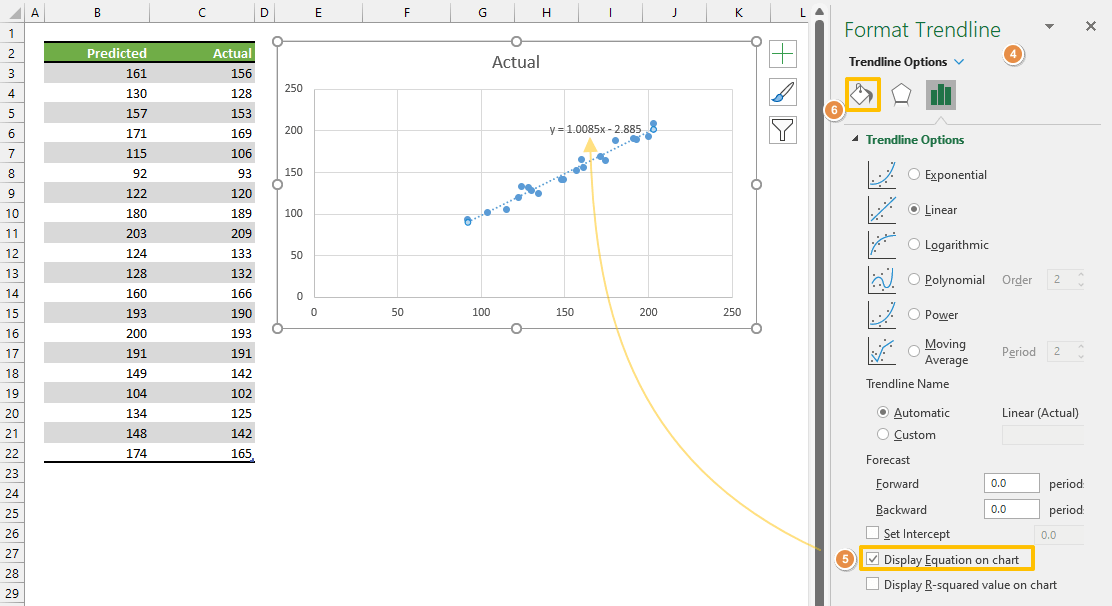 A B C D E F G H I J K L
1
2 Predicted Actual
3 161 156
4 130 128
5 157 153
6 171 169
7 115 106
8 92 93
9 122 120
10 180 189
11 203 209
12 124 133
13 128 132
14 160 166
15 193 190
16 200 193
17 191 191
18 149 142
19 104 102
20 134 125
21 148 142
22 174 165
23
24
25
26
27
28
29
Actual
250
200
150
100
50
0
0 50 100 150 200 250
y = 1.0085x - 2.885
Format Trendline
4
Trendline Options
6
Trendline Options
Exponential
Linear
Logarithmic
Polynomial Order 2
Power
Moving
Average Period 2
Trendline Name
Automatic Linear (Actual)
Custom
Forecast
Forward 0.0 period
Backward 0.0 period
Set Intercept 0.0
5 Display Equation on chart
Display R-squared value on chart